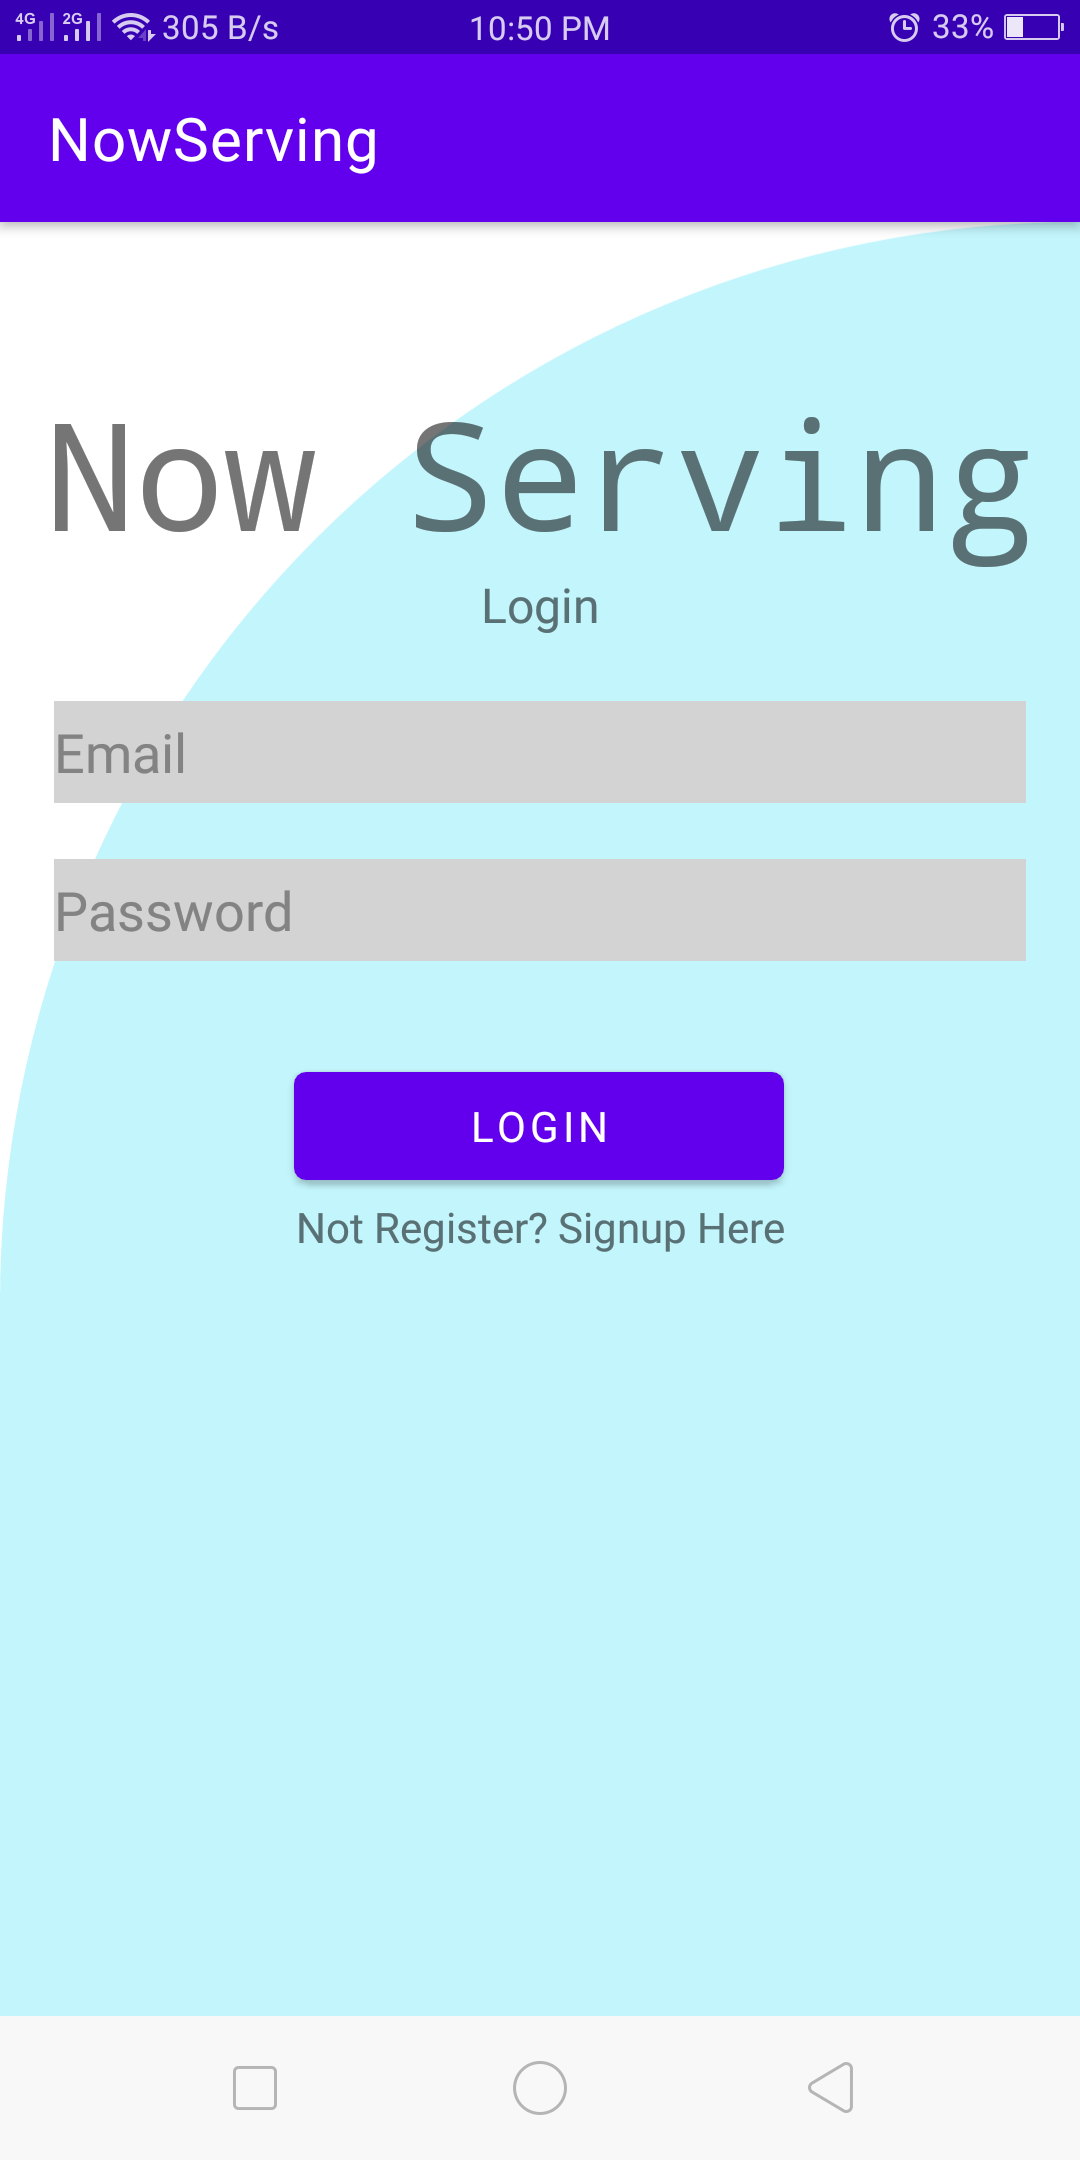 4G 2G 305 B/s 10:50 PM 33%
NowServing
Now Serving
Login
Email
Password
LOGIN
Not Register? Signup Here